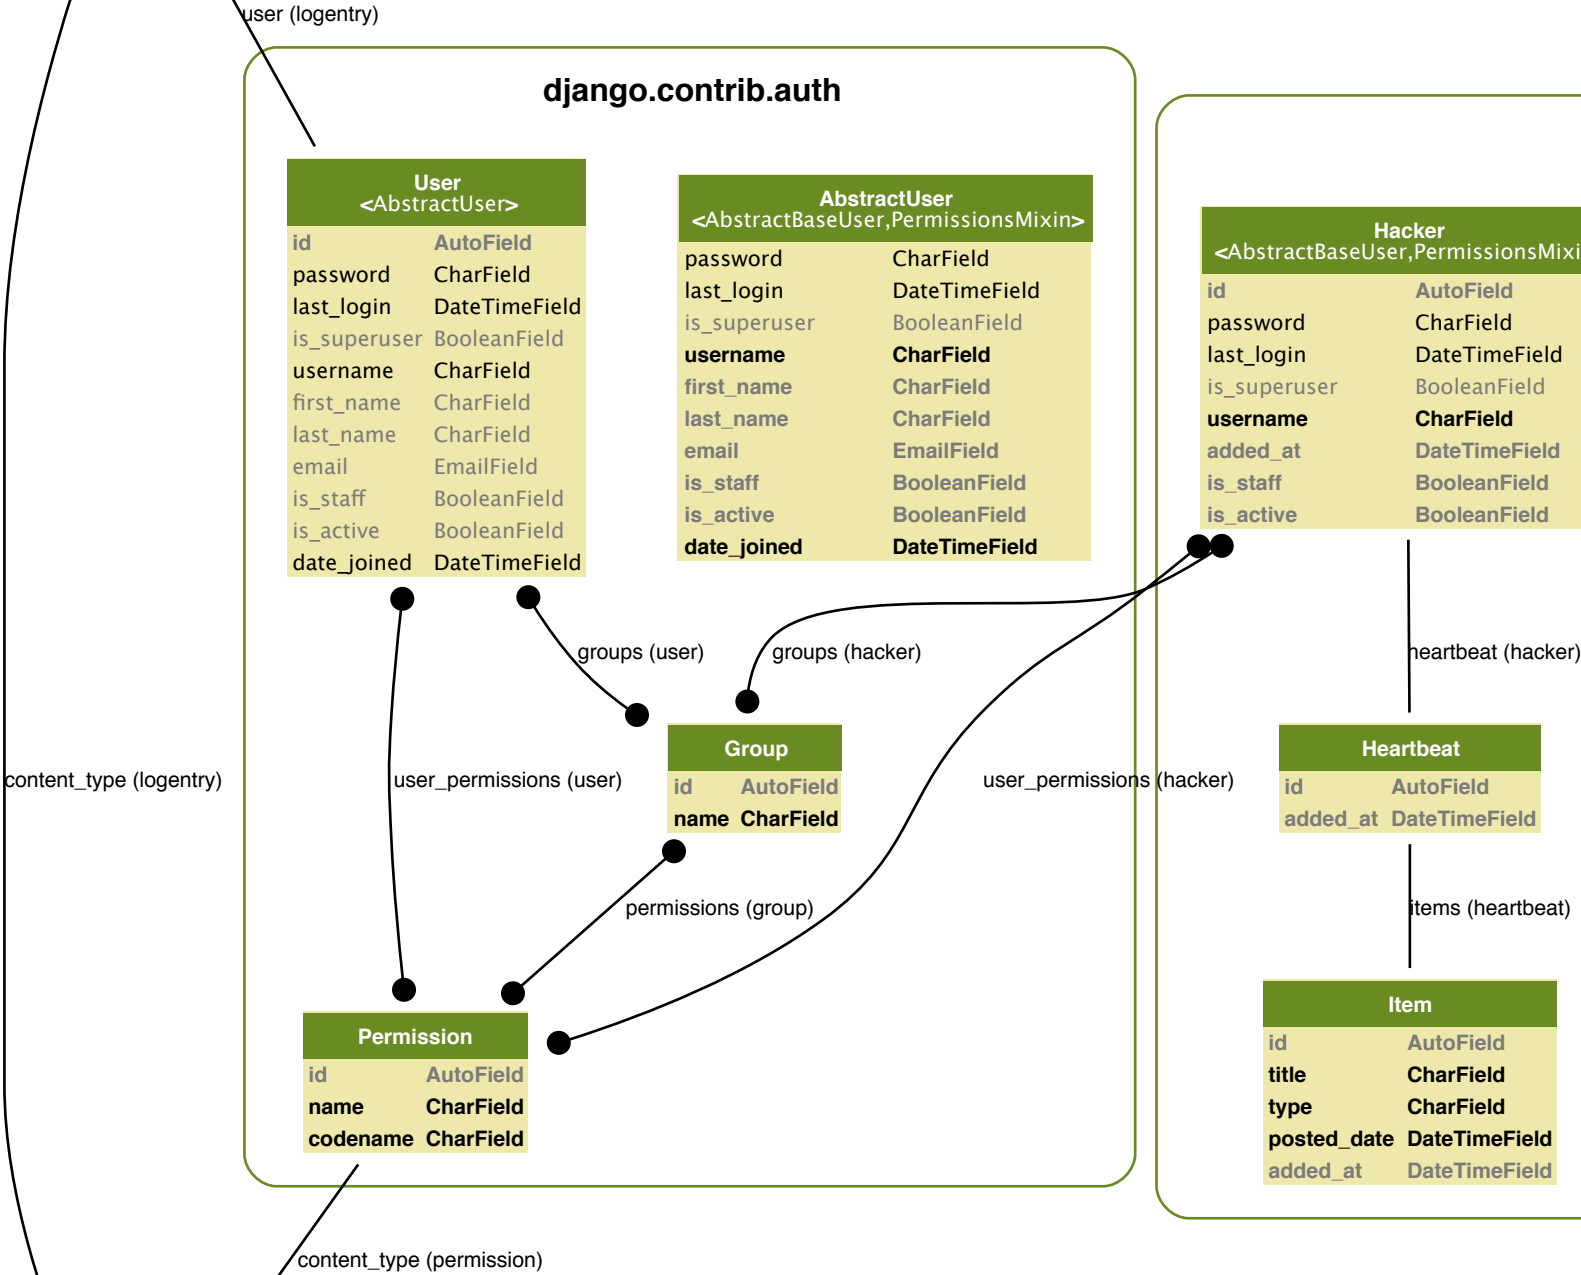 user (logentry)
django.contrib.auth
User
<AbstractUser>
id AutoField
password CharField
last_login DateTimeField
is_superuser BooleanField
username CharField
first_name CharField
last_name CharField
email EmailField
is_staff BooleanField
is_active BooleanField
date_joined DateTimeField
AbstractUser
<AbstractBaseUser,PermissionsMixin>
password CharField
last_login DateTimeField
is_superuser BooleanField
username CharField
first_name CharField
last_name CharField
email EmailField
is_staff BooleanField
is_active BooleanField
date_joined DateTimeField
Hacker
<AbstractBaseUser,PermissionsMixi
id AutoField
password CharField
last_login DateTimeField
is_superuser BooleanField
username CharField
added_at DateTimeField
is_staff BooleanField
is_active BooleanField
groups (user)
groups (hacker)
heartbeat (hacker)
Group
id AutoField
name CharField
Heartbeat
id AutoField
added_at DateTimeField
content_type (logentry)
user_permissions (user)
user_permissions (hacker)
permissions (group)
items (heartbeat)
Permission
id AutoField
name CharField
codename CharField
Item
id AutoField
title CharField
type CharField
posted_date DateTimeField
added_at DateTimeField
content_type (permission)